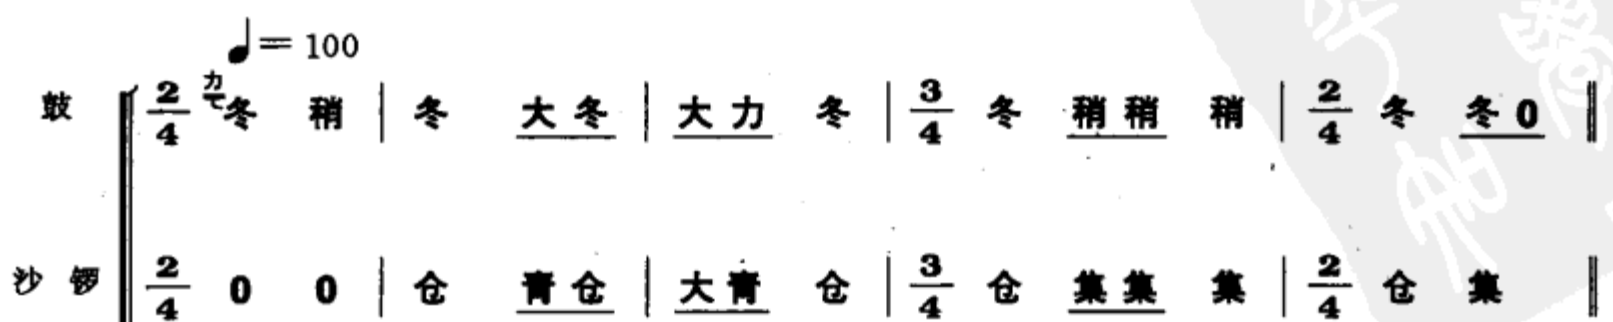 ♩= 100
鼓 2/4 力て冬 稍 | 冬 大冬 | 大力 冬 | 3/4 冬 稍稍 稍 | 2/4 冬 冬0 ‖
沙锣 2/4 0 0 | 仓 青仓 | 大青 仓 | 3/4 仓 集集 集 | 2/4 仓 集 ‖